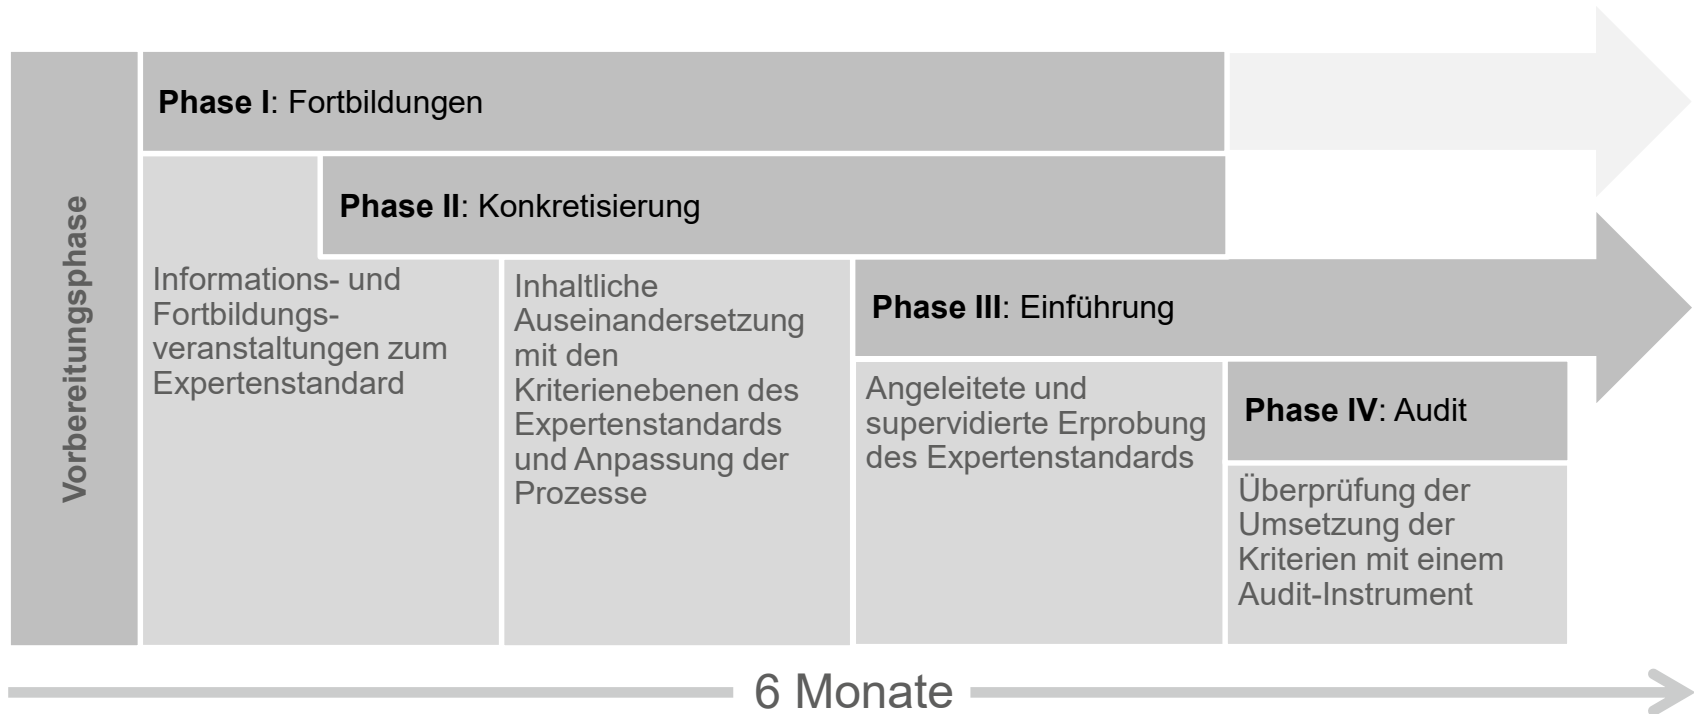 Vorbereitungsphase
Phase I: Fortbildungen
Phase II: Konkretisierung
Informations- und
Fortbildungs-
veranstaltungen zum
Expertenstandard
Inhaltliche
Auseinandersetzung
mit den
Kriterienebenen des
Expertenstandards
und Anpassung der
Prozesse
Phase III: Einführung
Angeleitete und
supervidierte Erprobung
des Expertenstandards
Phase IV: Audit
Überprüfung der
Umsetzung der
Kriterien mit einem
Audit-Instrument
6 Monate